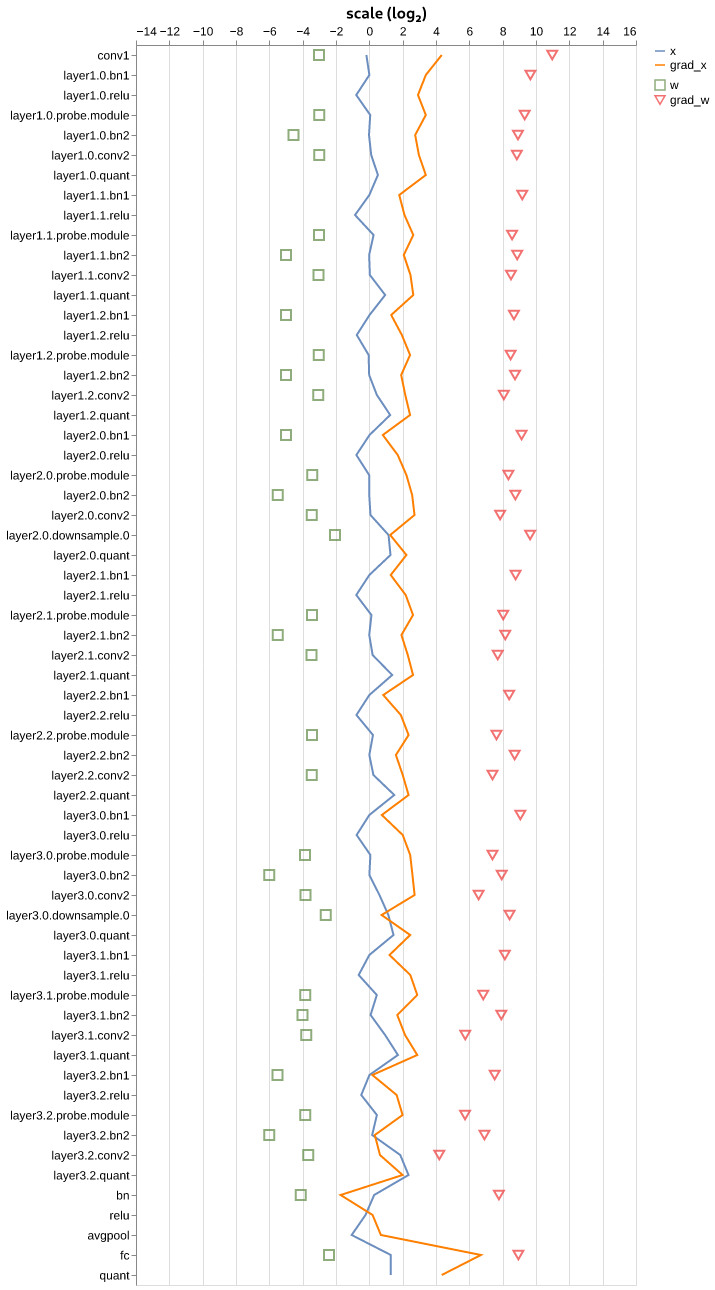 scale (log₂)
−14 −12 −10 −8 −6 −4 −2 0 2 4 6 8 10 12 14 16
x
grad_x
w
grad_w
conv1
layer1.0.bn1
layer1.0.relu
layer1.0.probe.module
layer1.0.bn2
layer1.0.conv2
layer1.0.quant
layer1.1.bn1
layer1.1.relu
layer1.1.probe.module
layer1.1.bn2
layer1.1.conv2
layer1.1.quant
layer1.2.bn1
layer1.2.relu
layer1.2.probe.module
layer1.2.bn2
layer1.2.conv2
layer1.2.quant
layer2.0.bn1
layer2.0.relu
layer2.0.probe.module
layer2.0.bn2
layer2.0.conv2
layer2.0.downsample.0
layer2.0.quant
layer2.1.bn1
layer2.1.relu
layer2.1.probe.module
layer2.1.bn2
layer2.1.conv2
layer2.1.quant
layer2.2.bn1
layer2.2.relu
layer2.2.probe.module
layer2.2.bn2
layer2.2.conv2
layer2.2.quant
layer3.0.bn1
layer3.0.relu
layer3.0.probe.module
layer3.0.bn2
layer3.0.conv2
layer3.0.downsample.0
layer3.0.quant
layer3.1.bn1
layer3.1.relu
layer3.1.probe.module
layer3.1.bn2
layer3.1.conv2
layer3.1.quant
layer3.2.bn1
layer3.2.relu
layer3.2.probe.module
layer3.2.bn2
layer3.2.conv2
layer3.2.quant
bn
relu
avgpool
fc
quant